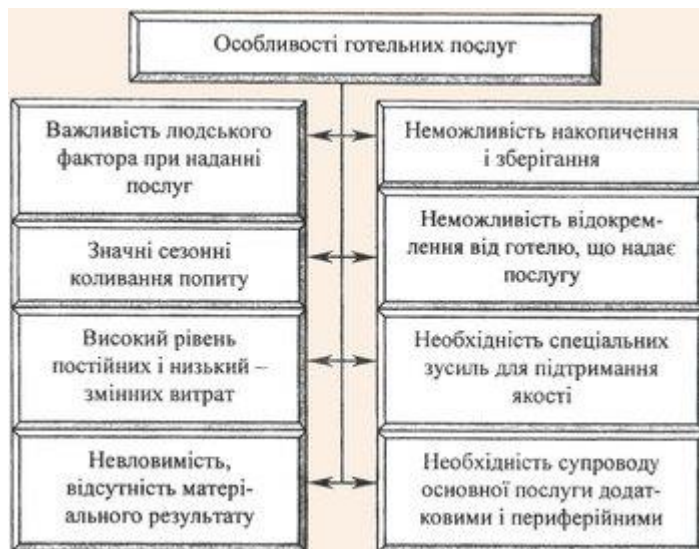 Особливості готельних послуг
Важливість людського
фактора при наданні
послуг
Неможливість накопичення
і зберігання
Значні сезонні
коливання попиту
Неможливість відокрем-
лення від готелю, що надає
послугу
Високий рівень
постійних і низький –
змінних витрат
Необхідність спеціальних
зусиль для підтримання
якості
Невловимість,
відсутність матері-
ального результату
Необхідність супроводу
основної послуги додат-
ковими і периферійними